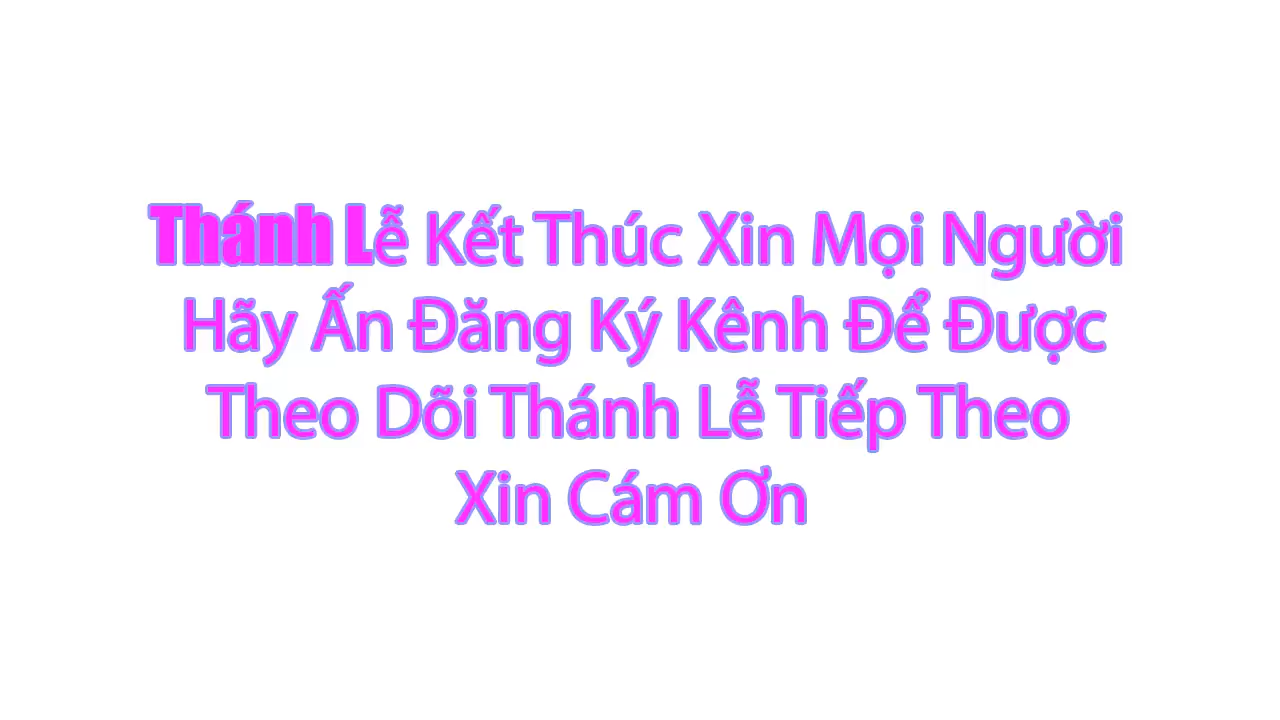 Thánh Lễ Kết Thúc Xin Mọi Người
Hãy Ấn Đăng Ký Kênh Để Được
Theo Dõi Thánh Lễ Tiếp Theo
Xin Cám Ơn